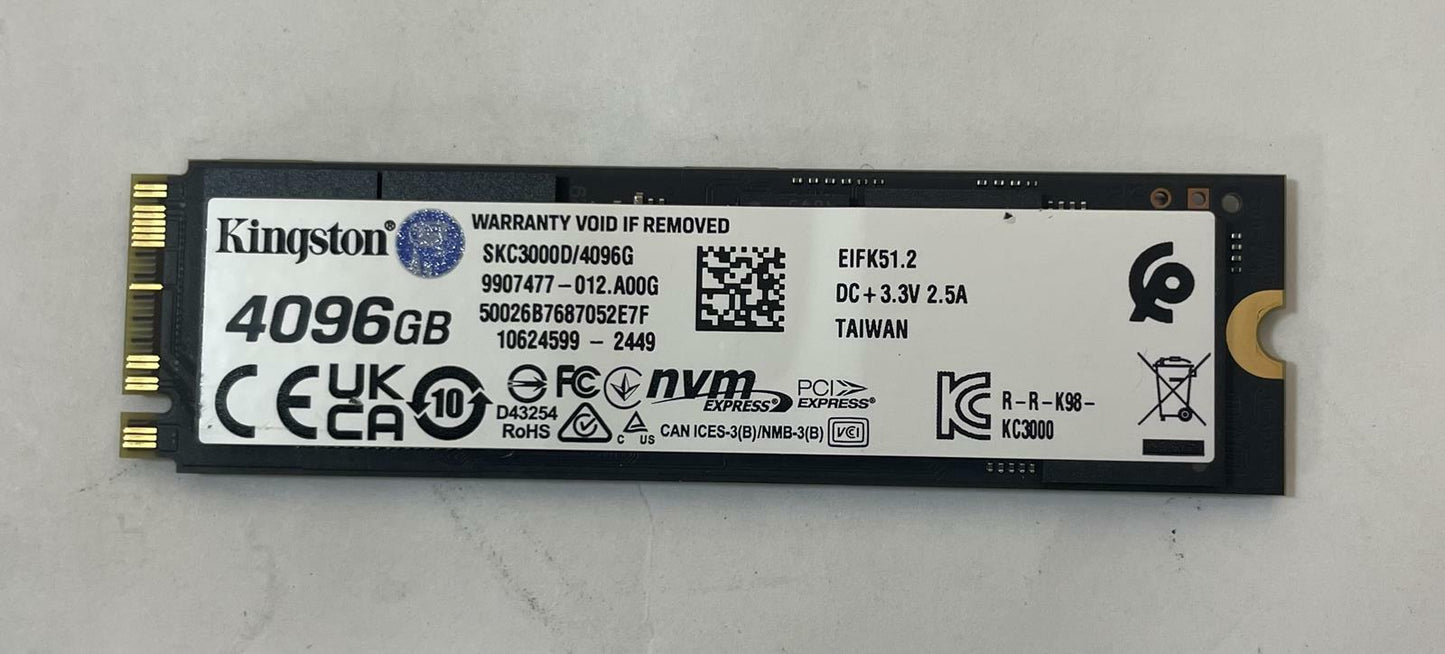 Kingston®
WARRANTY VOID IF REMOVED
SKC3000D/4096G
9907477-012.A00G
50026B7687052E7F
10624599 - 2449
4096GB
EIFK51.2
DC+3.3V 2.5A
TAIWAN
CE UK CA 10
D43254
RoHS
FC
nvm
EXPRESS®
PCI
EXPRESS®
C US
CAN ICES-3(B)/NMB-3(B)
VCI
KC
R-R-K98-
KC3000